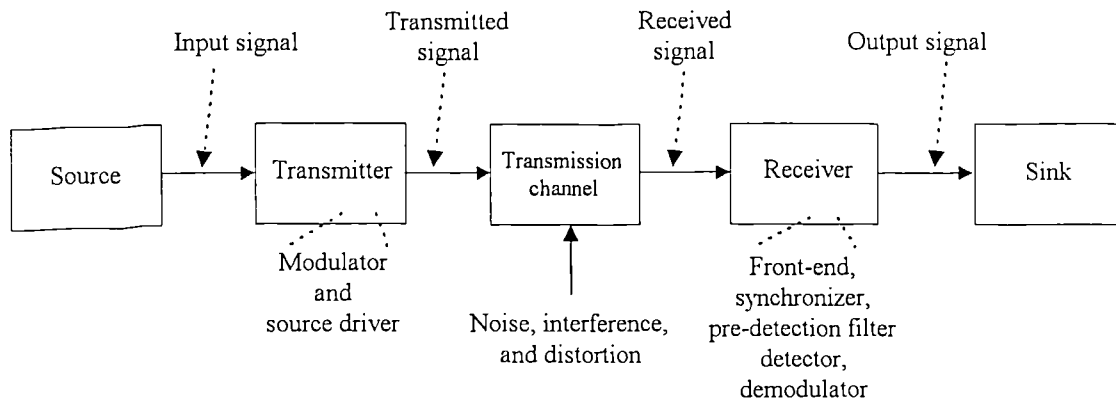 Input signal
Transmitted
signal
Received
signal
Output signal
Source
Transmitter
Transmission
channel
Receiver
Sink
Modulator
and
source driver
Noise, interference,
and distortion
Front-end,
synchronizer,
pre-detection filter
detector,
demodulator